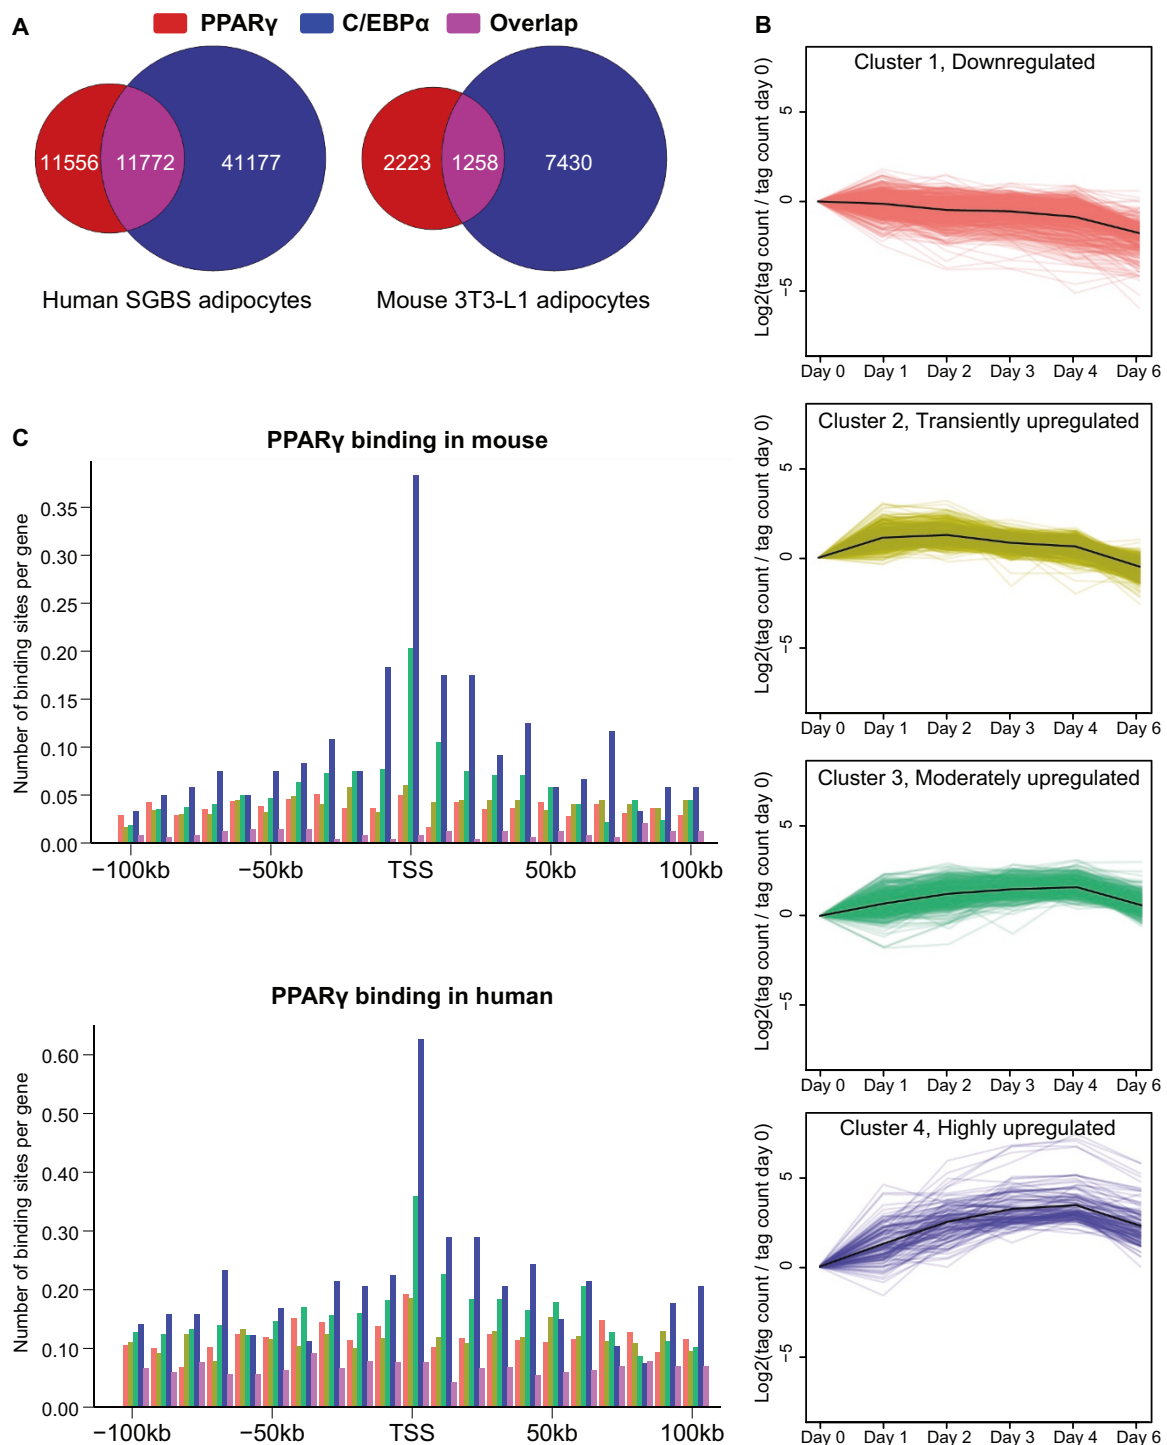 A
PPARγ C/EBPα Overlap
11556 11772 41177
2223 1258 7430
Human SGBS adipocytes
Mouse 3T3-L1 adipocytes
B
Cluster 1, Downregulated
Log2(tag count / tag count day 0)
5
0
−5
Day 0 Day 1 Day 2 Day 3 Day 4 Day 6
Cluster 2, Transiently upregulated
Log2(tag count / tag count day 0)
5
0
−5
Day 0 Day 1 Day 2 Day 3 Day 4 Day 6
Cluster 3, Moderately upregulated
Log2(tag count / tag count day 0)
5
0
−5
Day 0 Day 1 Day 2 Day 3 Day 4 Day 6
Cluster 4, Highly upregulated
Log2(tag count / tag count day 0)
5
0
−5
Day 0 Day 1 Day 2 Day 3 Day 4 Day 6
C
PPARγ binding in mouse
Number of binding sites per gene
0.35
0.30
0.25
0.20
0.15
0.10
0.05
0.00
−100kb −50kb TSS 50kb 100kb
PPARγ binding in human
Number of binding sites per gene
0.60
0.50
0.40
0.30
0.20
0.10
0.00
−100kb −50kb TSS 50kb 100kb